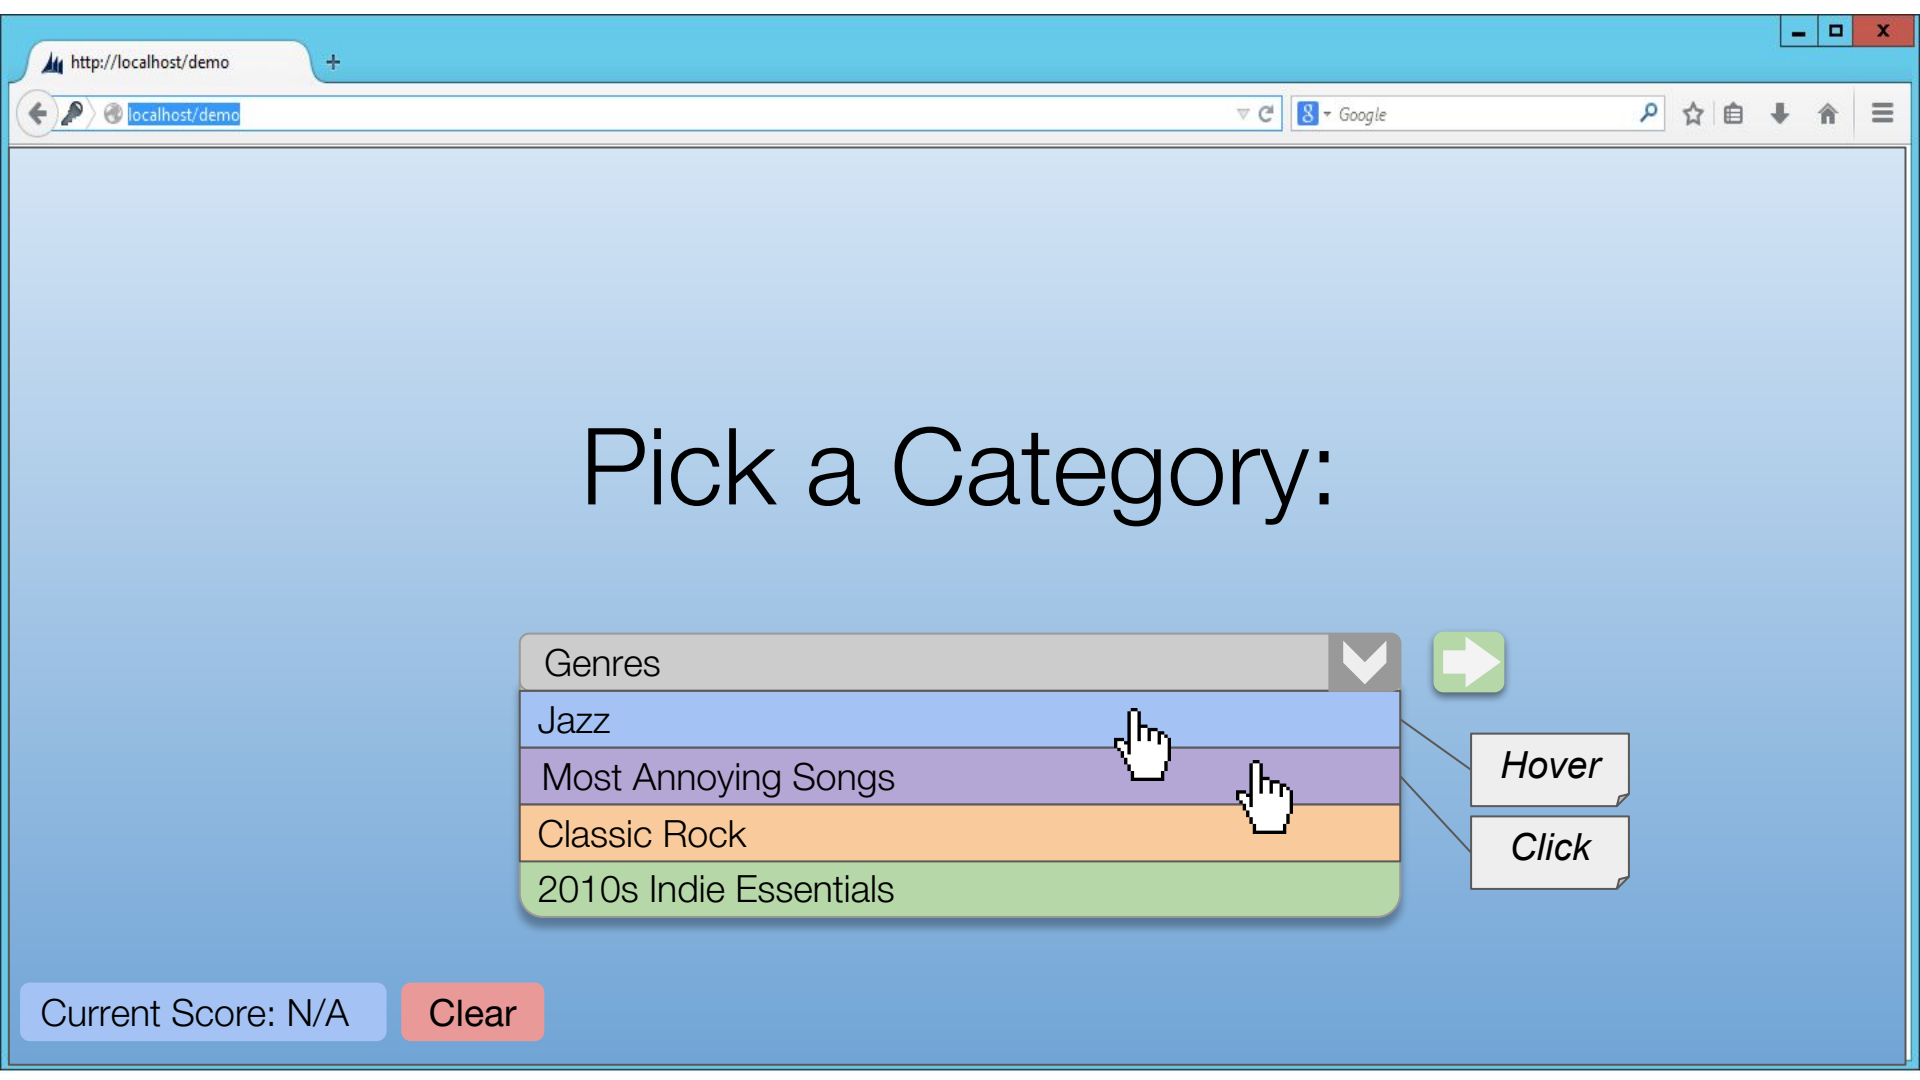 http://localhost/demo
localhost/demo
Google
Pick a Category:
Genres
Jazz
Most Annoying Songs
Classic Rock
2010s Indie Essentials
Hover
Click
Current Score: N/A
Clear